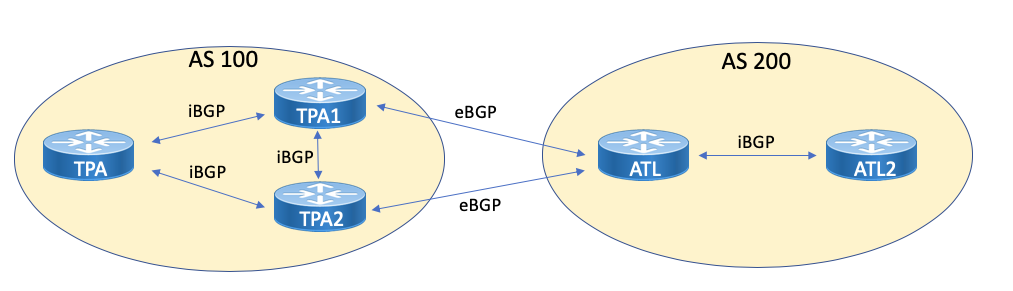 AS 100
AS 200
TPA1
iBGP
eBGP
TPA
iBGP
iBGP
ATL
iBGP
ATL2
TPA2
eBGP